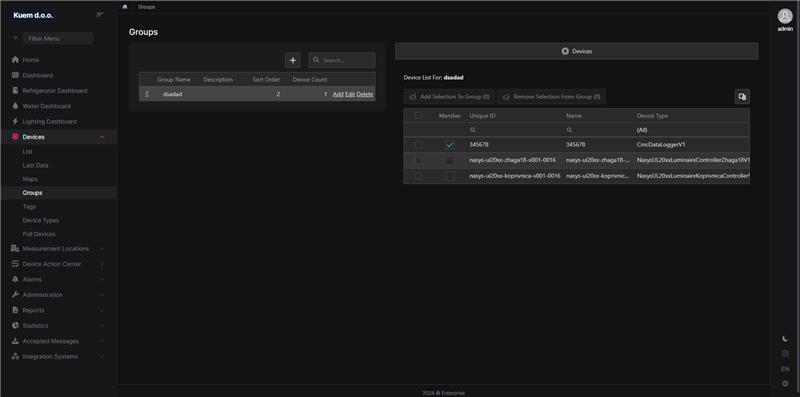 Kuem d.o.o.
Filter Menu
Home
Dashboard
Refrigerator Dashboard
Water Dashboard
Lighting Dashboard
Devices
List
Last Data
Maps
Groups
Tags
Device Types
Pull Devices
Measurement Locations
Device Action Center
Alarms
Administration
Reports
Statistics
Accepted Messages
Integration Systems
Groups
Groups
+ Search...
Group Name Description Sort Order Device Count
dsadad 2 1 Add Edit Delete
Devices
Device List For: dsadad
Add Selection To Group (0) Remove Selection From Group (0)
Member Unique ID Name Device Type
(All)
345678 345678 CmcDataLoggerV1
nasys-ul20xx-zhaga18-v001-0016 nasys-ul20xx-zhaga18-... NasysUL20xxLuminaireControllerZhaga18V1
nasys-ul20xx-koprivnica-v001-0016 nasys-ul20xx-koprivnic... NasysUL20xxLuminaireKoprivnicaController
admin
EN
2024 © Enterprise